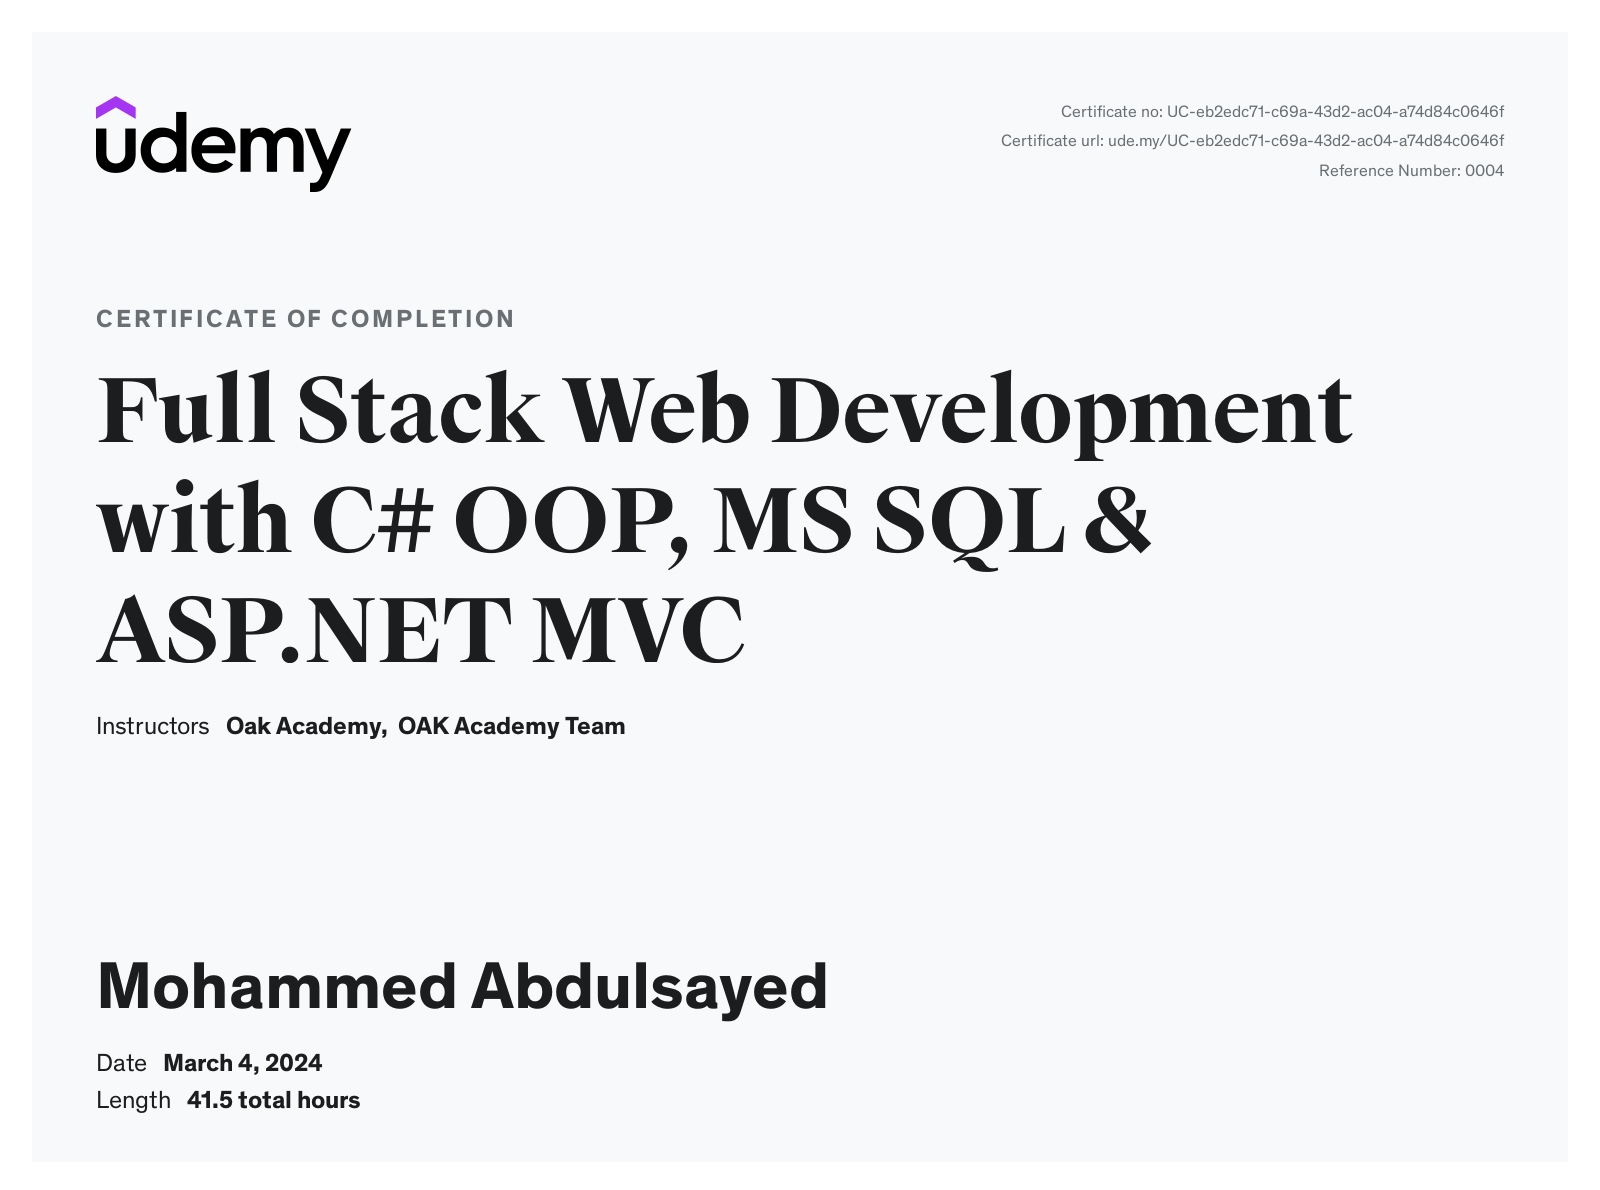 udemy
Certificate no: UC-eb2edc71-c69a-43d2-ac04-a74d84c0646f
Certificate url: ude.my/UC-eb2edc71-c69a-43d2-ac04-a74d84c0646f
Reference Number: 0004
CERTIFICATE OF COMPLETION
Full Stack Web Development
with C# OOP, MS SQL &
ASP.NET MVC
Instructors Oak Academy, OAK Academy Team
Mohammed Abdulsayed
Date March 4, 2024
Length 41.5 total hours